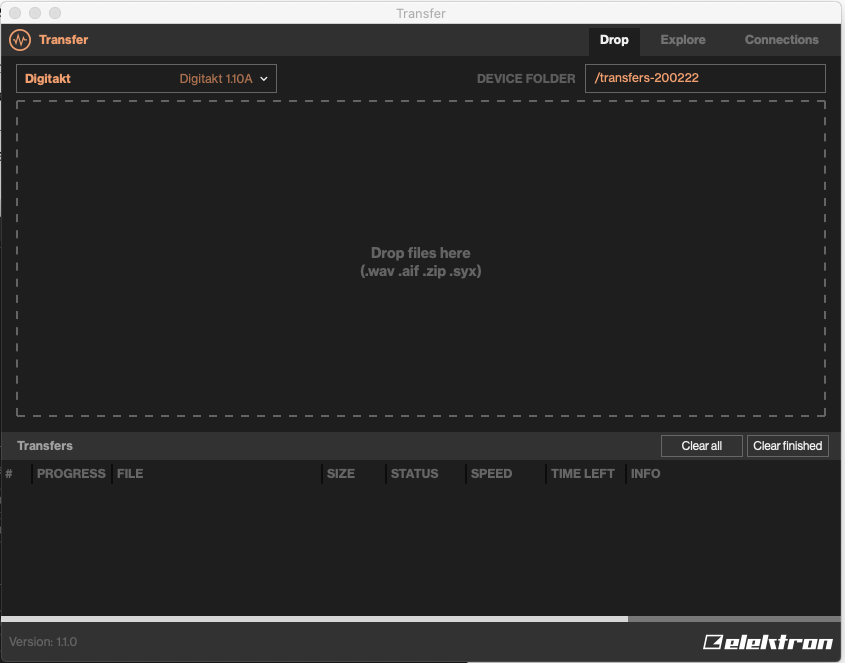 Transfer
Transfer Drop Explore Connections
Digitakt Digitakt 1.10A DEVICE FOLDER /transfers-200222
Drop files here
(.wav .aif .zip .syx)
Transfers Clear all Clear finished
# PROGRESS FILE SIZE STATUS SPEED TIME LEFT INFO
Version: 1.1.0 elektron